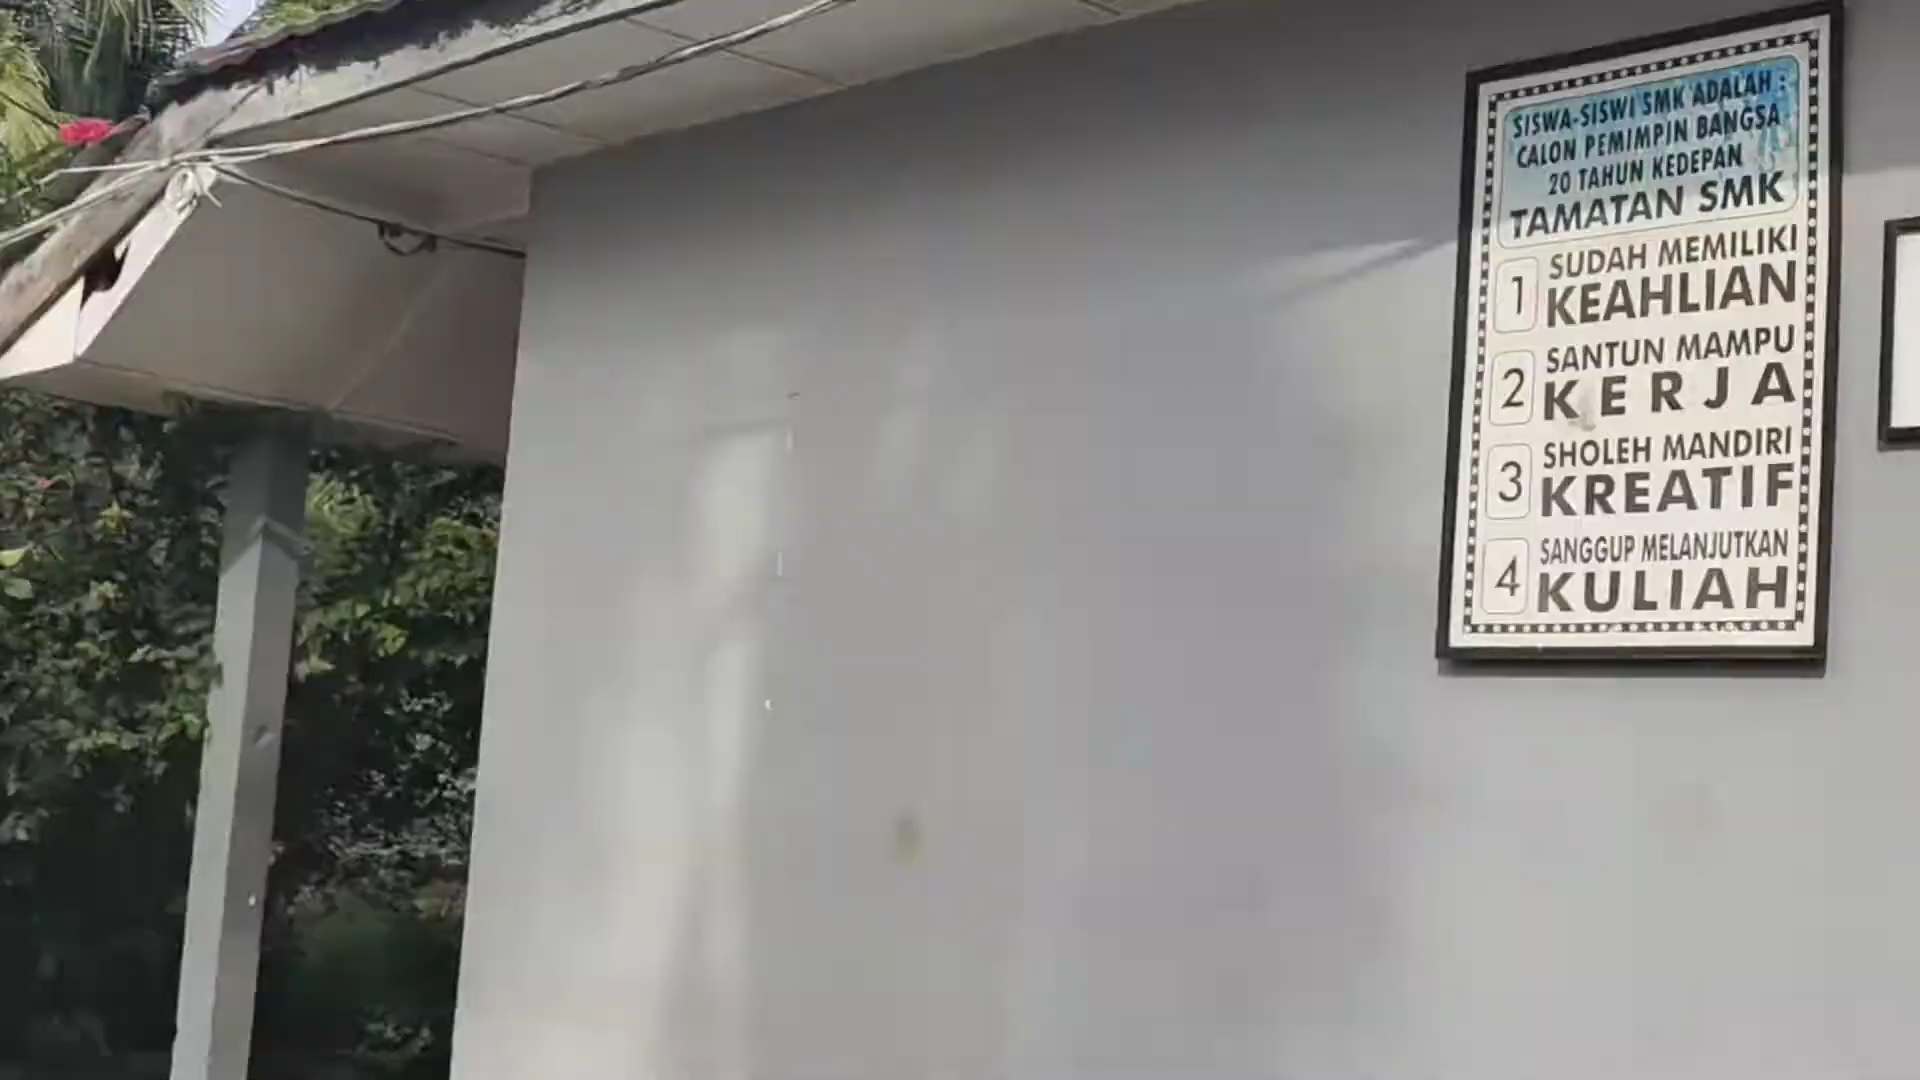 SISWA-SISWI SMK ADALAH :
CALON PEMIMPIN BANGSA
20 TAHUN KEDEPAN
TAMATAN SMK
1 SUDAH MEMILIKI
KEAHLIAN
2 SANTUN MAMPU
KERJA
3 SHOLEH MANDIRI
KREATIF
4 SANGGUP MELANJUTKAN
KULIAH